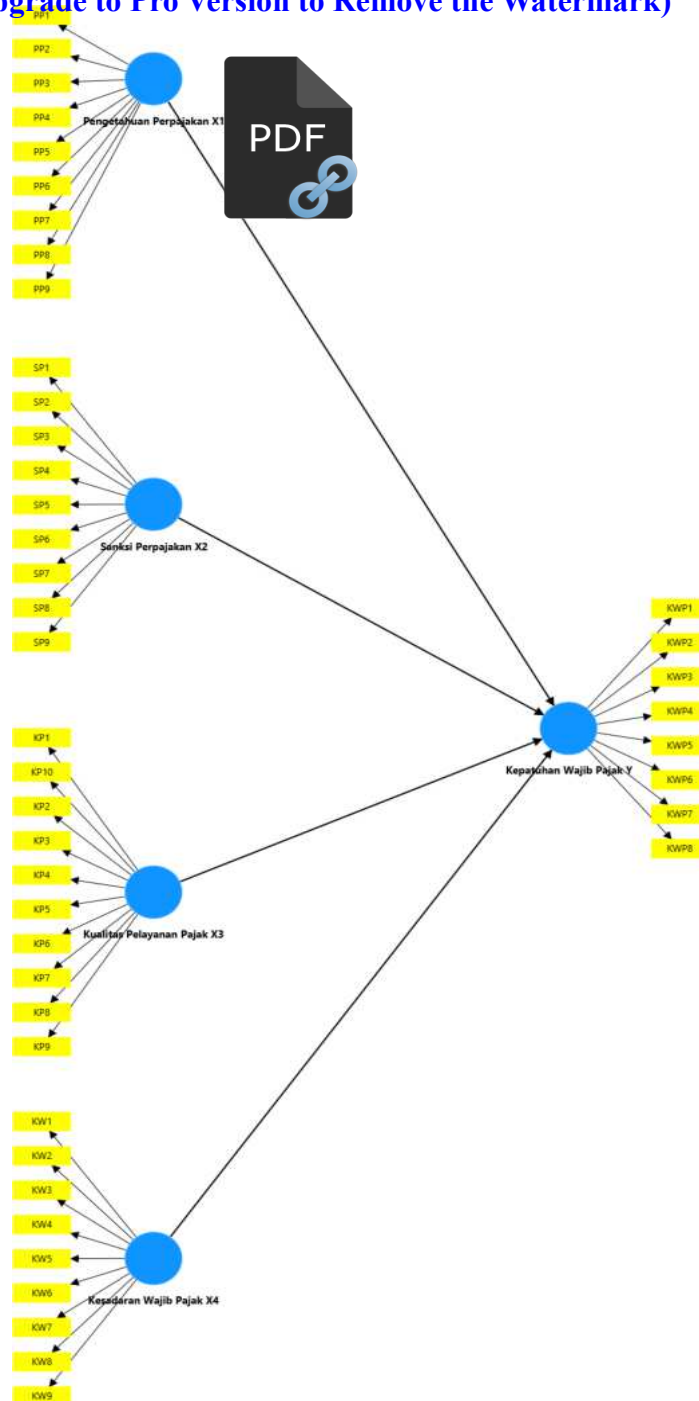 ograde to Pro Version to Remove the Watermark)
PP1
PP2
PP3
PP4
PP5
PP6
PP7
PP8
PP9
Pengetahuan Perpajakan X1
PDF
SP1
SP2
SP3
SP4
SP5
SP6
SP7
SP8
SP9
Sanksi Perpajakan X2
KP1
KP10
KP2
KP3
KP4
KP5
KP6
KP7
KP8
KP9
Kualitas Pelayanan Pajak X3
KW1
KW2
KW3
KW4
KW5
KW6
KW7
KW8
KW9
Kesadaran Wajib Pajak X4
Kepatuhan Wajib Pajak Y
KWP1
KWP2
KWP3
KWP4
KWP5
KWP6
KWP7
KWP8